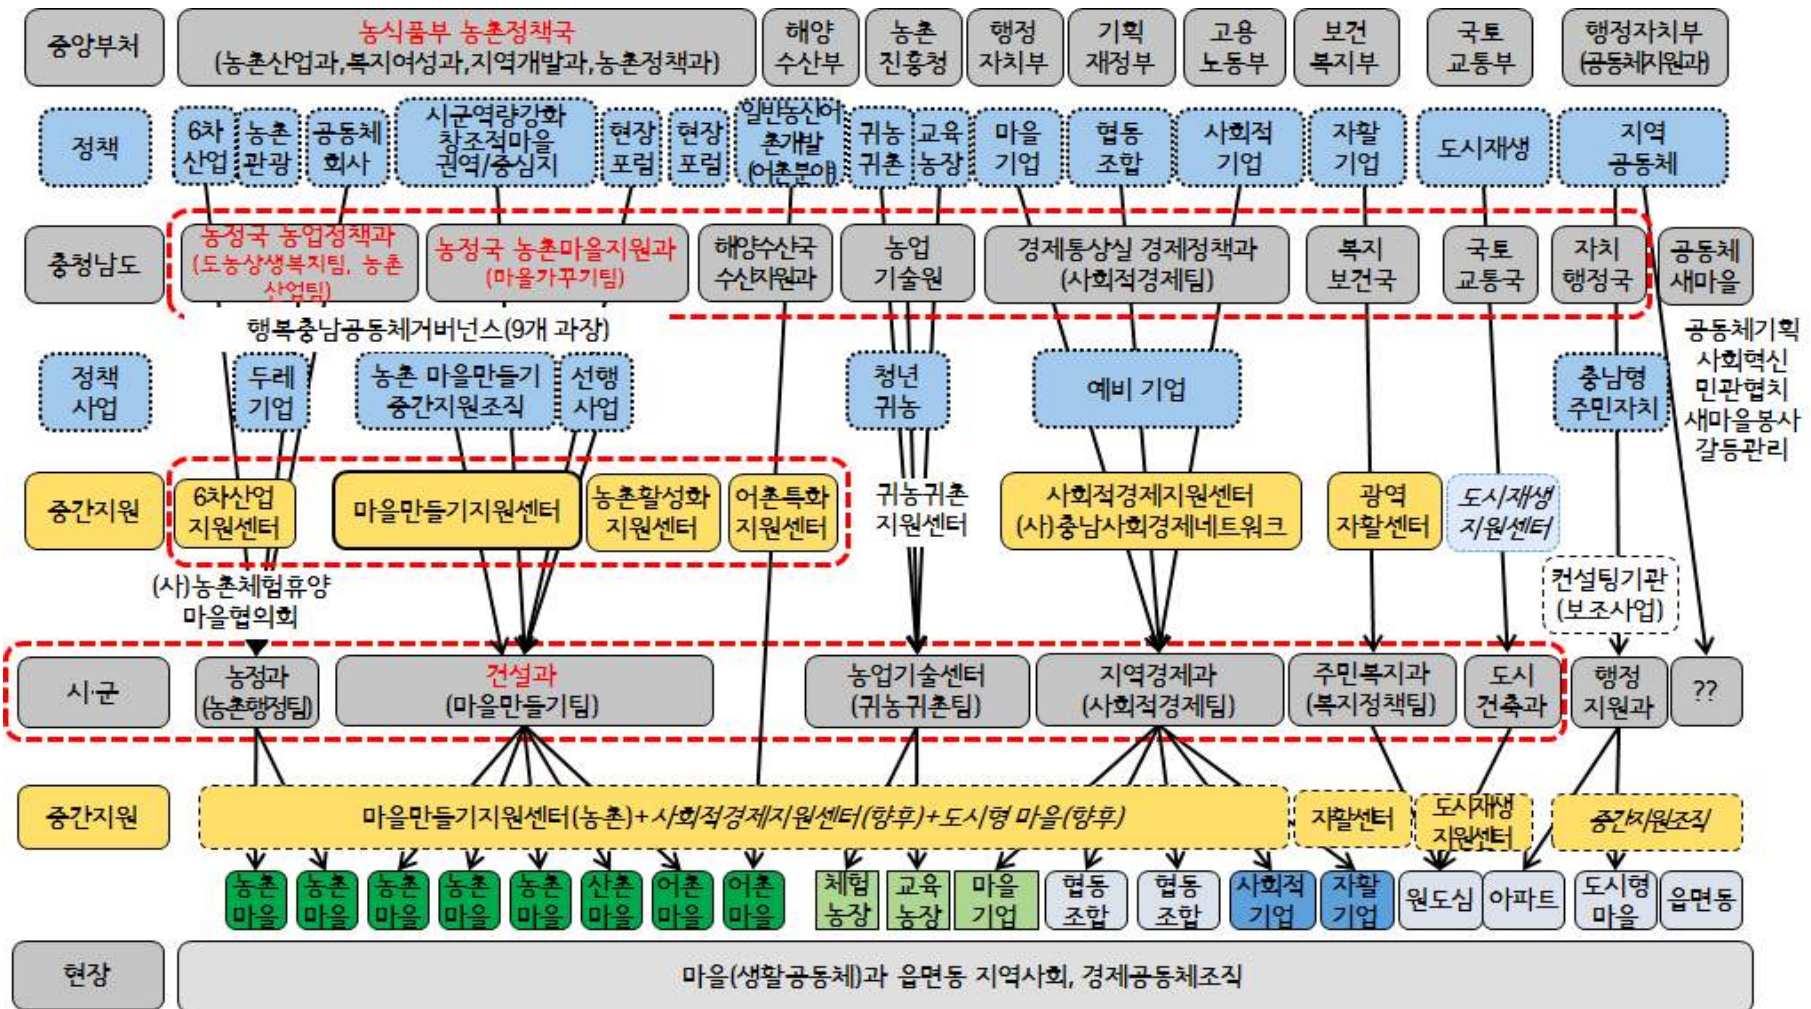 중앙부처
농식품부 농촌정책국
(농촌산업과,복지여성과,지역개발과,농촌정책과)
해양
수산부
농촌
진흥청
행정
자치부
기획
재정부
고용
노동부
보건
복지부
국토
교통부
행정자치부
(공동체지원과)
정책
6차
산업
농촌
관광
공동체
회사
시군역량강화
창조적마을
권역/중심지
현장
포럼
현장
포럼
일반농산어
촌개발
(어촌분야)
귀농
귀촌
교육
농장
마을
기업
협동
조합
사회적
기업
자활
기업
도시재생
지역
공동체
충청남도
농정국 농업정책과
(도농상생복지팀, 농촌
산업팀)
농정국 농촌마을지원과
(마을가꾸기팀)
해양수산국
수산자원과
농업
기술원
경제통상실 경제정책과
(사회적경제팀)
복지
보건국
국토
교통국
자치
행정국
공동체
새마을
행복충남공동체거버넌스(9개 과장)
공동체기획
사회혁신
민관협치
새마을봉사
갈등관리
정책
사업
두레
기업
농촌 마을만들기
중간지원조직
선행
사업
청년
귀농
예비 기업
충남형
주민자치
중간지원
6차산업
지원센터
마을만들기지원센터
농촌활성화
지원센터
어촌특화
지원센터
귀농귀촌
지원센터
사회적경제지원센터
(사)충남사회경제네트워크
광역
자활센터
도시재생
지원센터
(사)농촌체험휴양
마을협의회
컨설팅기관
(보조사업)
시·군
농정과
(농촌행정팀)
건설과
(마을만들기팀)
농업기술센터
(귀농귀촌팀)
지역경제과
(사회적경제팀)
주민복지과
(복지정책팀)
도시
건축과
행정
지원과
??
중간지원
마을만들기지원센터(농촌)+사회적경제지원센터(향후)+도시형 마을(향후)
자활센터
도시재생
지원센터
중간지원조직
농촌
마을
농촌
마을
농촌
마을
농촌
마을
농촌
마을
산촌
마을
어촌
마을
어촌
마을
체험
농장
교육
농장
마을
기업
협동
조합
협동
조합
사회적
기업
자활
기업
원도심
아파트
도시형
마을
읍면동
현장
마을(생활공동체)과 읍면동 지역사회, 경제공동체조직